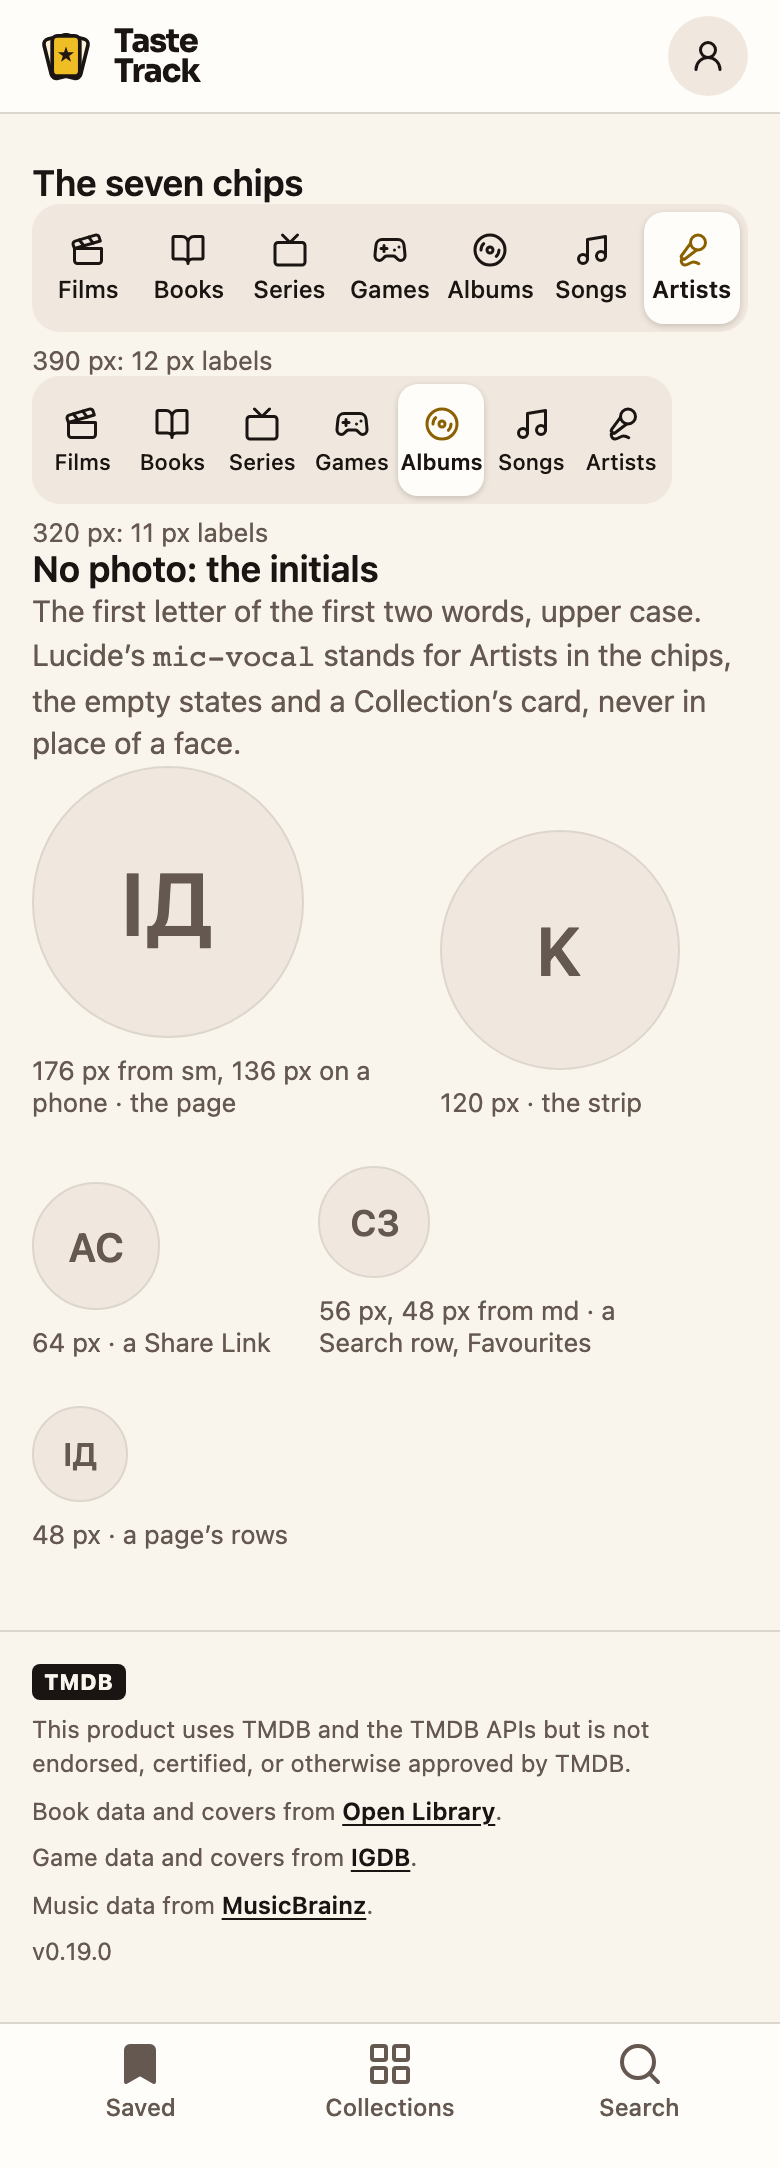 Taste
Track
The seven chips
Films Books Series Games Albums Songs Artists
390 px: 12 px labels
Films Books Series Games Albums Songs Artists
320 px: 11 px labels
No photo: the initials
The first letter of the first two words, upper case.
Lucide’s mic-vocal stands for Artists in the chips,
the empty states and a Collection’s card, never in
place of a face.
ІД
K
176 px from sm, 136 px on a
phone · the page
120 px · the strip
AC
СЗ
64 px · a Share Link
56 px, 48 px from md · a
Search row, Favourites
ІД
48 px · a page’s rows
TMDB
This product uses TMDB and the TMDB APIs but is not
endorsed, certified, or otherwise approved by TMDB.
Book data and covers from Open Library.
Game data and covers from IGDB.
Music data from MusicBrainz.
v0.19.0
Saved Collections Search